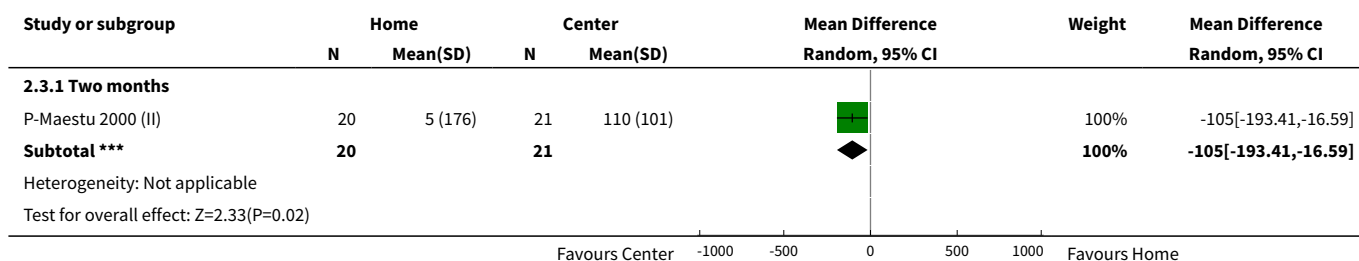 Study or subgroup Home Center Mean Difference Weight Mean Difference
N Mean(SD) N Mean(SD) Random, 95% CI Random, 95% CI
2.3.1 Two months
P-Maestu 2000 (II) 20 5 (176) 21 110 (101) 100% -105[-193.41,-16.59]
Subtotal *** 20 21 100% -105[-193.41,-16.59]
Heterogeneity: Not applicable
Test for overall effect: Z=2.33(P=0.02)
Favours Center -1000 -500 0 500 1000 Favours Home